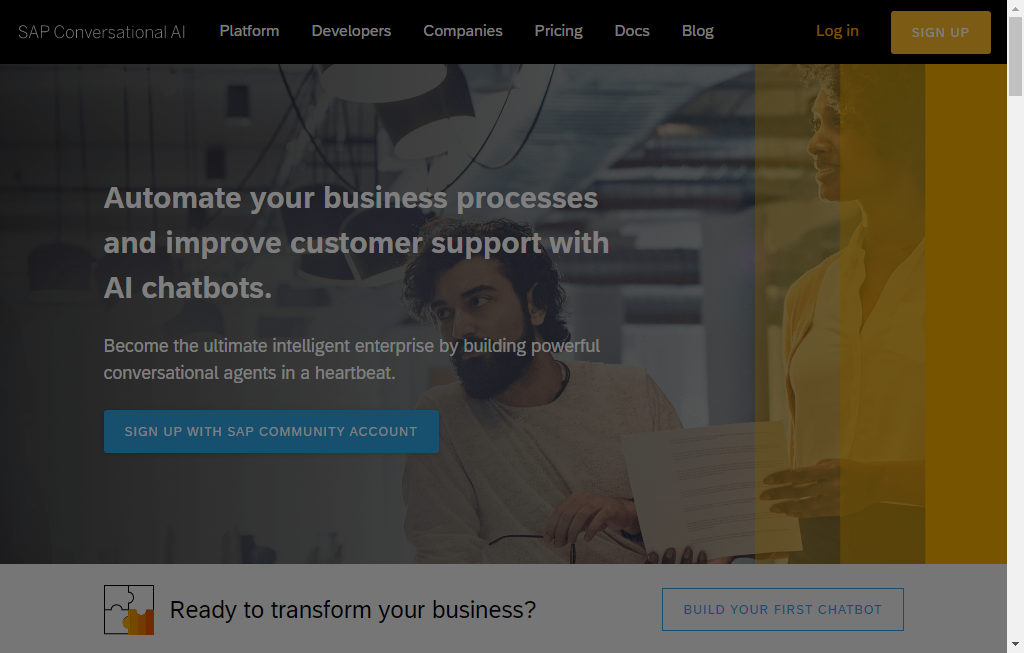 SAP Conversational AI
Platform
Developers
Companies
Pricing
Docs
Blog
Log in
SIGN UP
Automate your business processes
and improve customer support with
AI chatbots.
Become the ultimate intelligent enterprise by building powerful
conversational agents in a heartbeat.
SIGN UP WITH SAP COMMUNITY ACCOUNT
Ready to transform your business?
BUILD YOUR FIRST CHATBOT